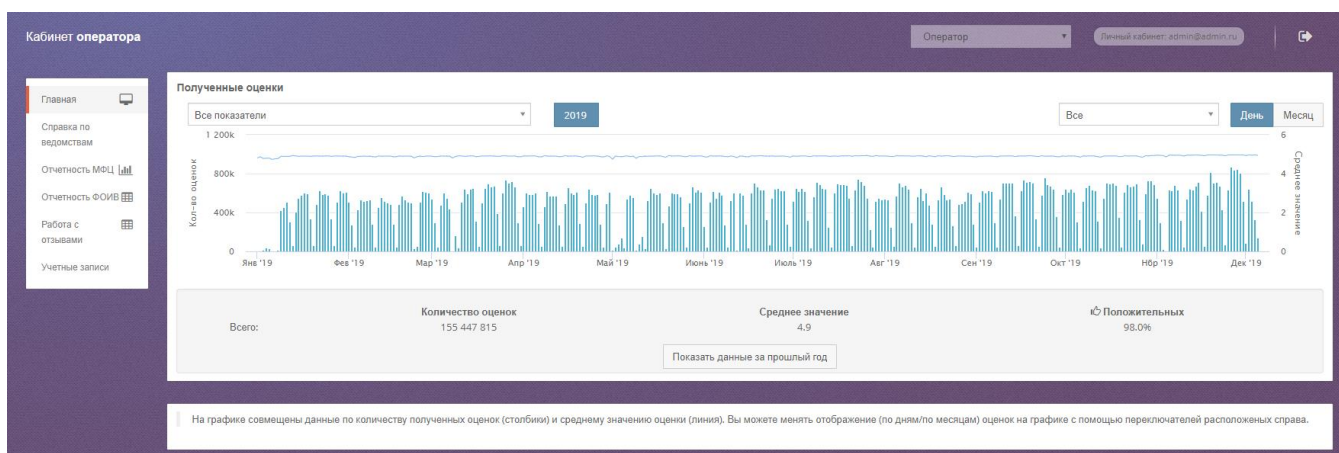 Кабинет оператора
Оператор
Личный кабинет: admin@admin.ru
Главная
Справка по
ведомствам
Отчетность МФЦ
Отчетность ФОИВ
Работа с
отзывами
Учетные записи
Полученные оценки
Все показатели
2019
Все
День
Месяц
1 200k
800k
400k
0
Кол-во оценок
6
4
2
0
Среднее значение
Янв '19
Фев '19
Мар '19
Апр '19
Май '19
Июнь '19
Июль '19
Авг '19
Сен '19
Окт '19
Нбр '19
Дек '19
Количество оценок
Среднее значение
Положительных
Всего:
155 447 815
4.9
98.0%
Показать данные за прошлый год
На графике совмещены данные по количеству полученных оценок (столбики) и среднему значению оценки (линия). Вы можете менять отображение (по дням/по месяцам) оценок на графике с помощью переключателей расположеных справа.